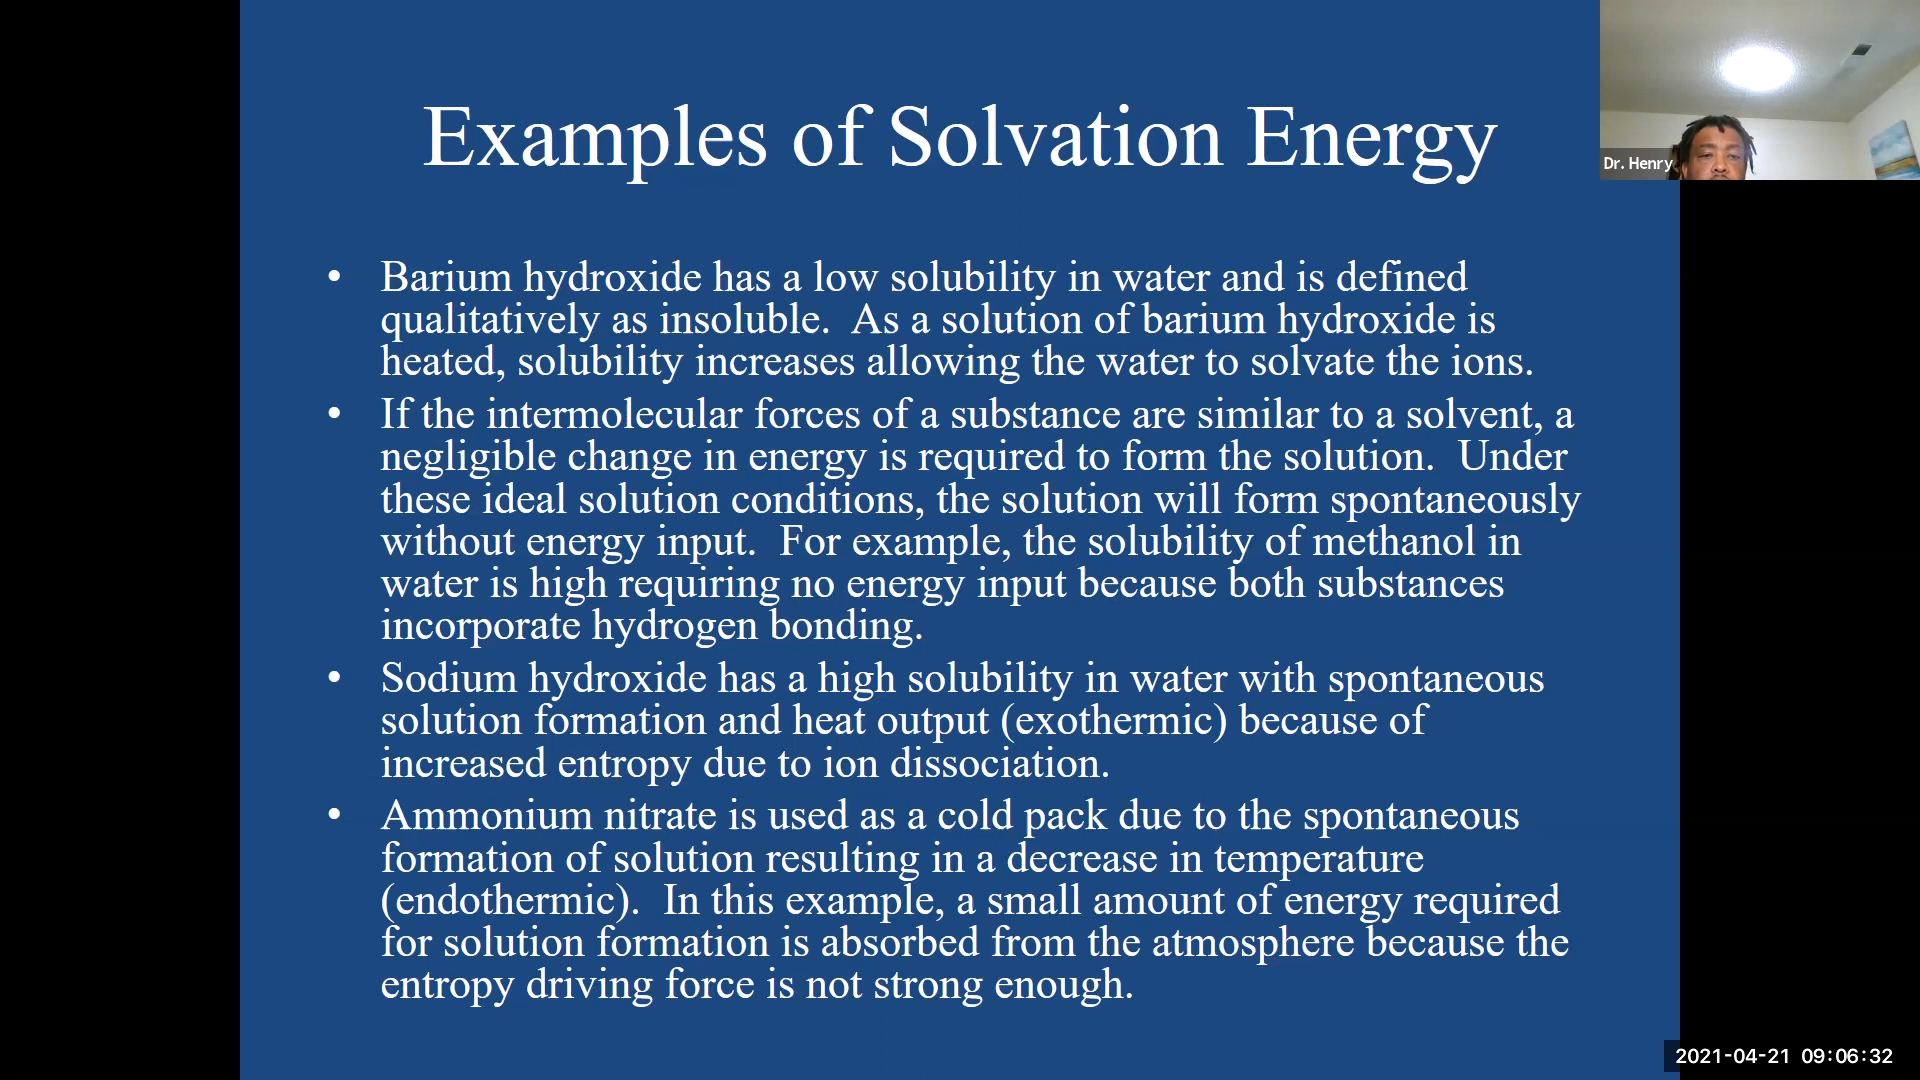 Examples of Solvation Energy
Dr. Henry
• Barium hydroxide has a low solubility in water and is defined
qualitatively as insoluble.  As a solution of barium hydroxide is
heated, solubility increases allowing the water to solvate the ions.
• If the intermolecular forces of a substance are similar to a solvent, a
negligible change in energy is required to form the solution.  Under
these ideal solution conditions, the solution will form spontaneously
without energy input.  For example, the solubility of methanol in
water is high requiring no energy input because both substances
incorporate hydrogen bonding.
• Sodium hydroxide has a high solubility in water with spontaneous
solution formation and heat output (exothermic) because of
increased entropy due to ion dissociation.
• Ammonium nitrate is used as a cold pack due to the spontaneous
formation of solution resulting in a decrease in temperature
(endothermic).  In this example, a small amount of energy required
for solution formation is absorbed from the atmosphere because the
entropy driving force is not strong enough.
2021-04-21 09:06:32